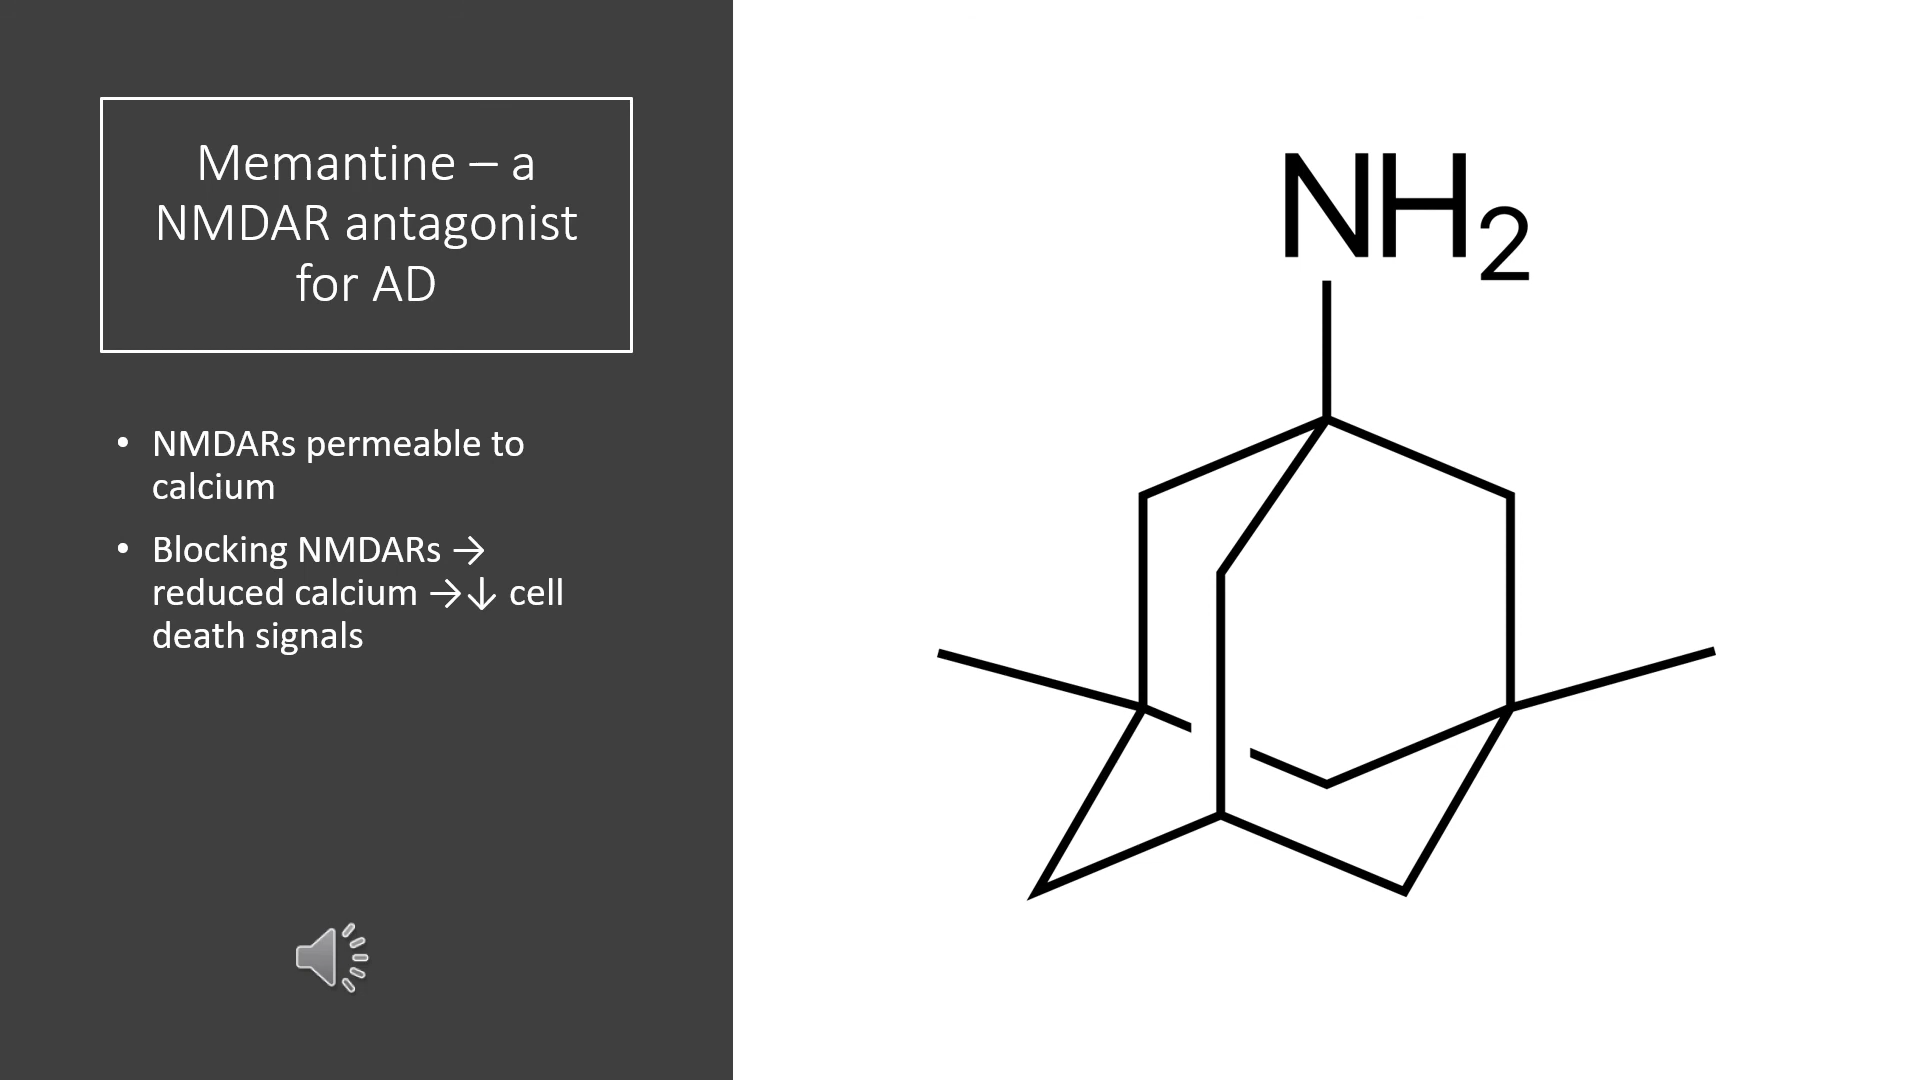 Memantine – a
NMDAR antagonist
for AD
• NMDARs permeable to
calcium
• Blocking NMDARs →
reduced calcium →↓ cell
death signals
NH2